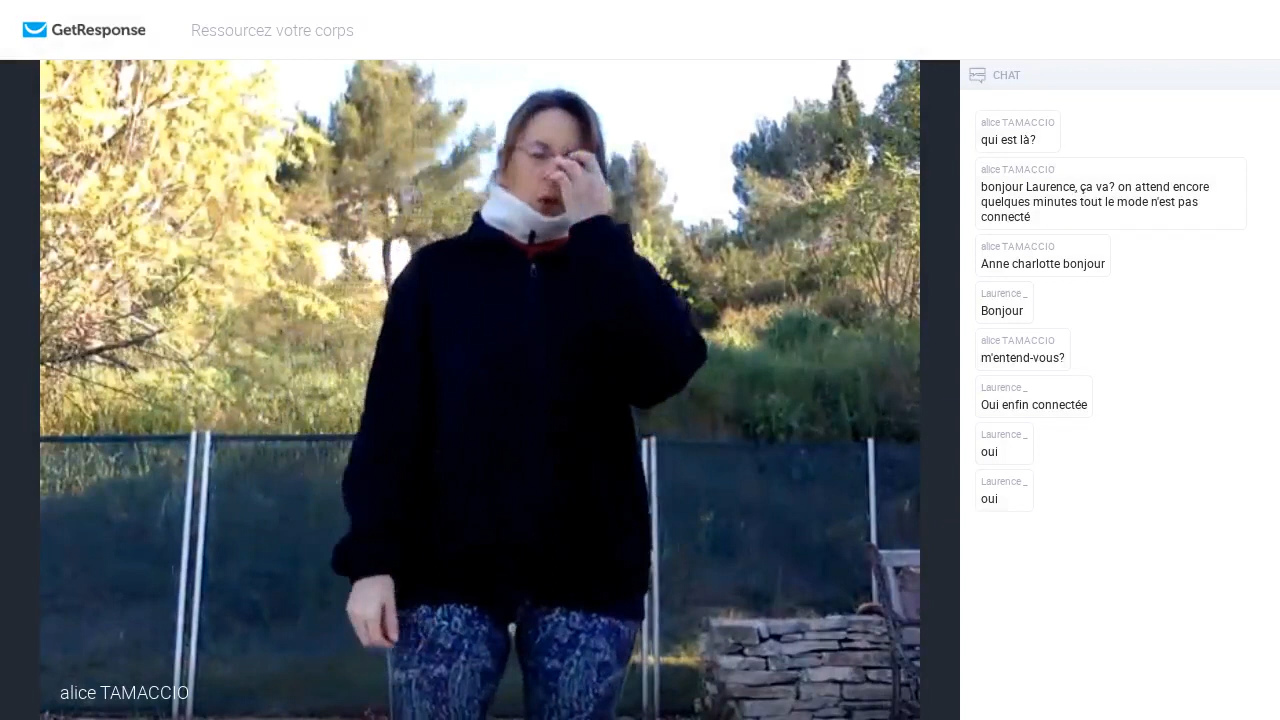 GetResponse
Ressourcez votre corps
CHAT
alice TAMACCIO
qui est là?
alice TAMACCIO
bonjour Laurence, ça va? on attend encore
quelques minutes tout le mode n'est pas
connecté
alice TAMACCIO
Anne charlotte bonjour
Laurence _
Bonjour
alice TAMACCIO
m'entend-vous?
Laurence _
Oui enfin connectée
Laurence _
oui
Laurence _
oui
alice TAMACCIO